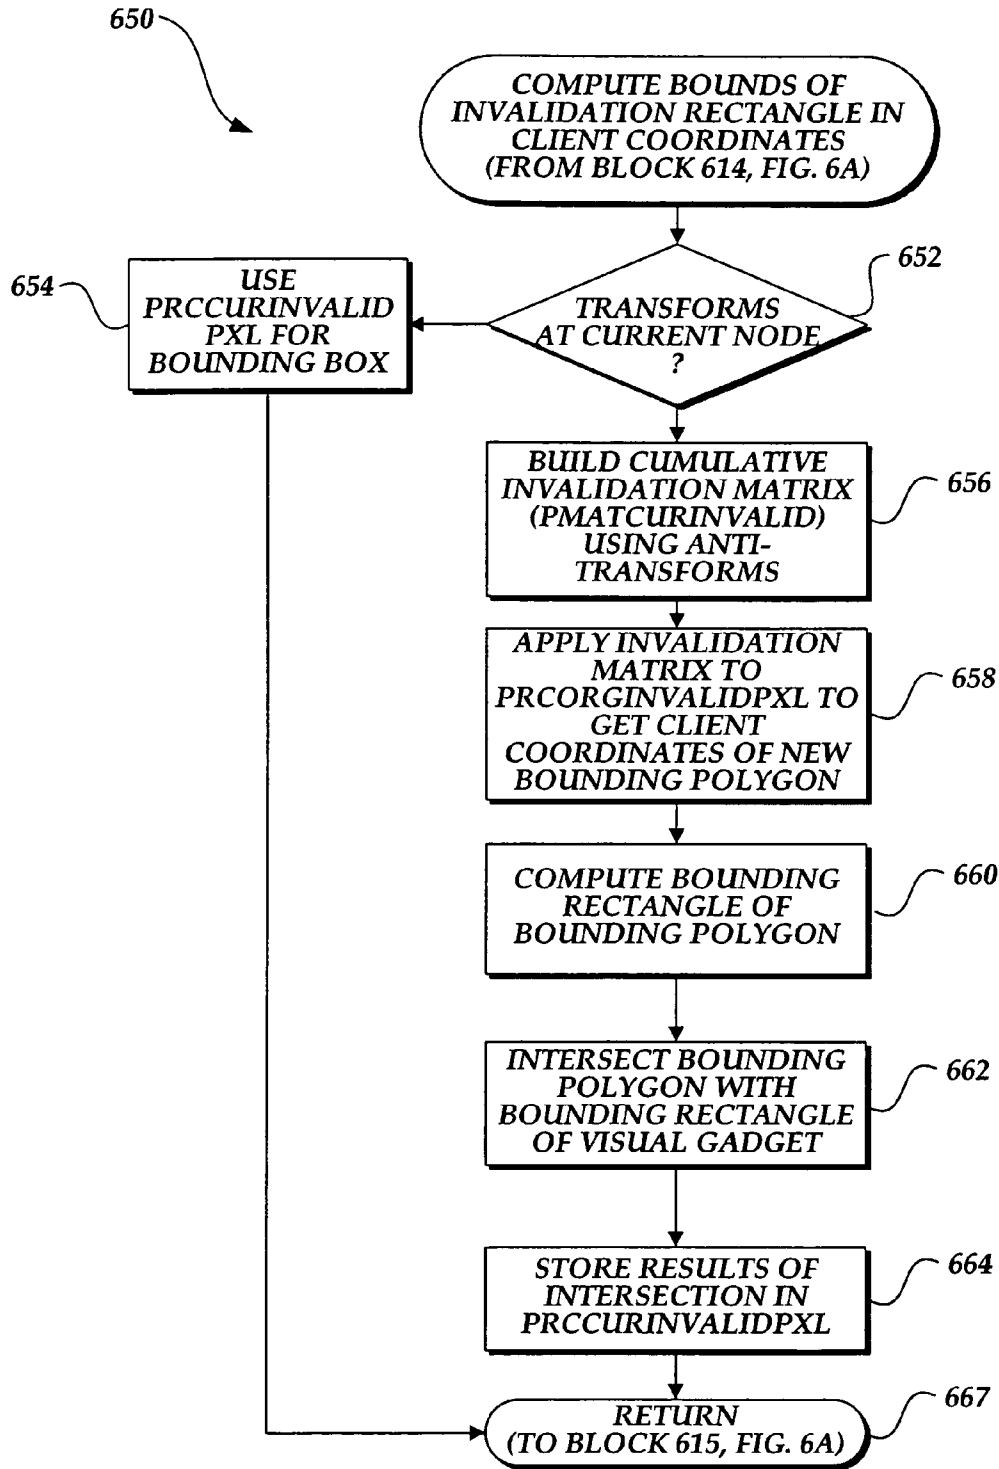 650
COMPUTE BOUNDS OF
INVALIDATION RECTANGLE IN
CLIENT COORDINATES
(FROM BLOCK 614, FIG. 6A)
652
TRANSFORMS
AT CURRENT NODE
?
654
USE
PRCCURINVALID
PXL FOR
BOUNDING BOX
BUILD CUMULATIVE
INVALIDATION MATRIX
(PMATCURINVALID)
USING ANTI-
TRANSFORMS
656
APPLY INVALIDATION
MATRIX TO
PRCORGINVALIDPXL TO
GET CLIENT
COORDINATES OF NEW
BOUNDING POLYGON
658
COMPUTE BOUNDING
RECTANGLE OF
BOUNDING POLYGON
660
INTERSECT BOUNDING
POLYGON WITH
BOUNDING RECTANGLE
OF VISUAL GADGET
662
STORE RESULTS OF
INTERSECTION IN
PRCCURINVALIDPXL
664
RETURN
(TO BLOCK 615, FIG. 6A)
667